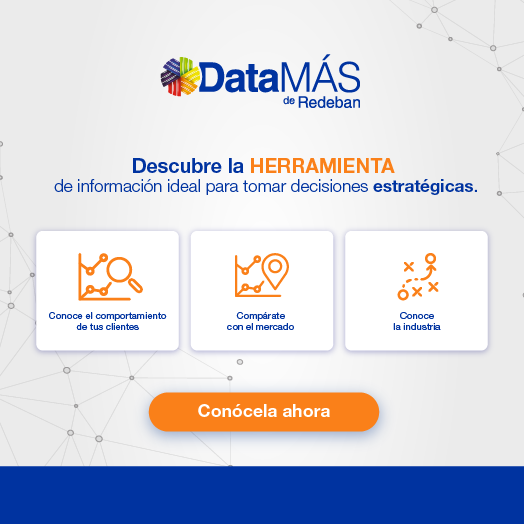 DataMÁS
de Redeban
Descubre la HERRAMIENTA
de información ideal para tomar decisiones estratégicas.
Conoce el comportamiento
de tus clientes
Compárate
con el mercado
Conoce
la industria
Conócela ahora